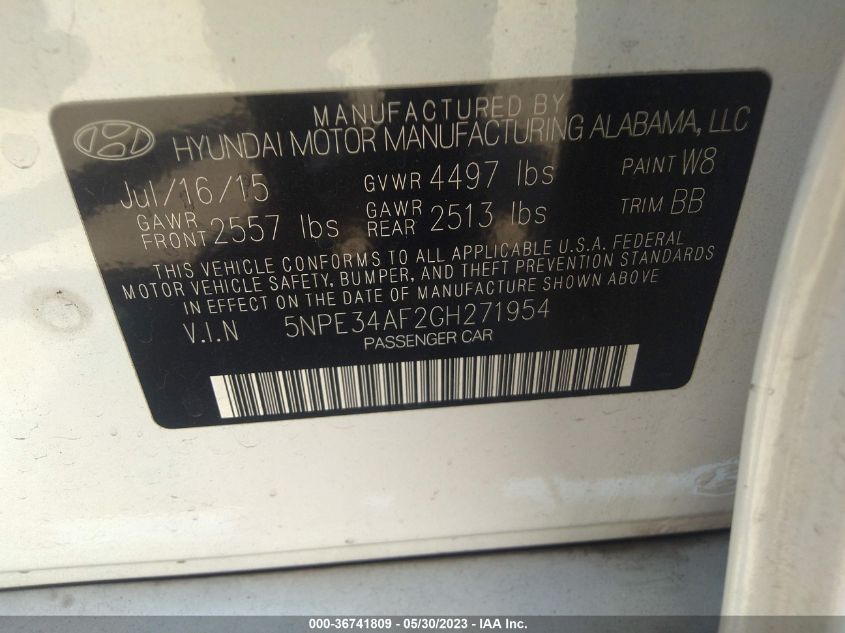 MANUFACTURED BY
HYUNDAI MOTOR MANUFACTURING ALABAMA, LLC
Jul/16/15 GVWR 4497 lbs PAINT W8
GAWR FRONT 2557 lbs GAWR REAR 2513 lbs TRIM BB
THIS VEHICLE CONFORMS TO ALL APPLICABLE U.S.A. FEDERAL
MOTOR VEHICLE SAFETY, BUMPER, AND THEFT PREVENTION STANDARDS
IN EFFECT ON THE DATE OF MANUFACTURE SHOWN ABOVE
V.I.N 5NPE34AF2GH271954
PASSENGER CAR
000-36741809 - 05/30/2023 - IAA Inc.